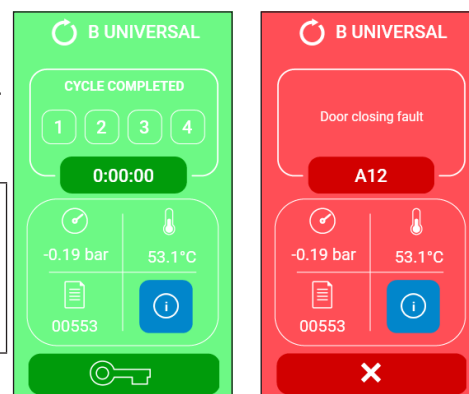 B UNIVERSAL
CYCLE COMPLETED
1 2 3 4
0:00:00
-0.19 bar
53.1°C
00553
i
B UNIVERSAL
Door closing fault
A12
-0.19 bar
53.1°C
00553
i